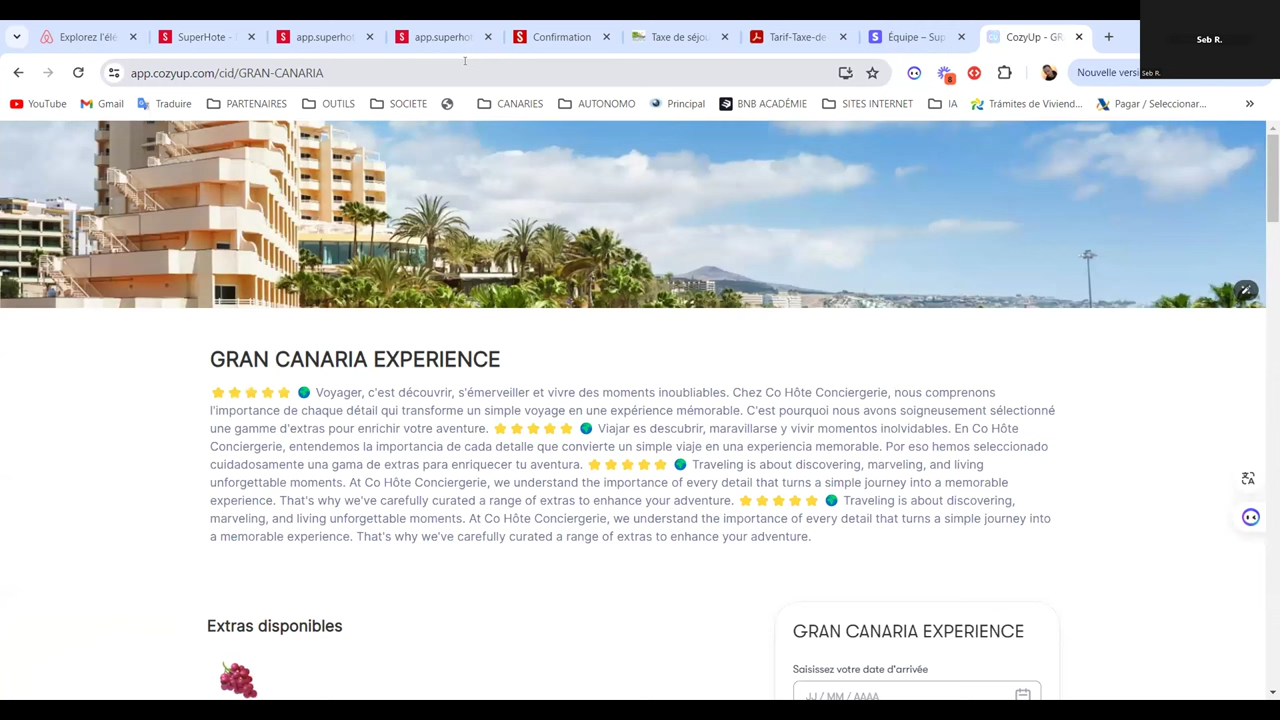 Explorez l'élé
SuperHote -
app.superhot
app.superhot
Confirmation
Taxe de séjou
Tarif-Taxe-de-
Équipe – Sup
CozyUp - GR
Seb R.
app.cozyup.com/cid/GRAN-CANARIA
6
Nouvelle versi
Seb R.
YouTube
Gmail
Traduire
PARTENAIRES
OUTILS
SOCIETE
CANARIES
AUTONOMO
Principal
BNB ACADÉMIE
SITES INTERNET
IA
Trámites de Viviend...
Pagar / Seleccionar...
GRAN CANARIA EXPERIENCE
⭐⭐⭐⭐⭐ 🌍 Voyager, c'est découvrir, s'émerveiller et vivre des moments inoubliables. Chez Co Hôte Conciergerie, nous comprenons
l'importance de chaque détail qui transforme un simple voyage en une expérience mémorable. C'est pourquoi nous avons soigneusement sélectionné
une gamme d'extras pour enrichir votre aventure. ⭐⭐⭐⭐⭐ 🌍 Viajar es descubrir, maravillarse y vivir momentos inolvidables. En Co Hôte
Conciergerie, entendemos la importancia de cada detalle que convierte un simple viaje en una experiencia memorable. Por eso hemos seleccionado
cuidadosamente una gama de extras para enriquecer tu aventura. ⭐⭐⭐⭐⭐ 🌍 Traveling is about discovering, marveling, and living
unforgettable moments. At Co Hôte Conciergerie, we understand the importance of every detail that turns a simple journey into a memorable
experience. That's why we've carefully curated a range of extras to enhance your adventure. ⭐⭐⭐⭐⭐ 🌍 Traveling is about discovering,
marveling, and living unforgettable moments. At Co Hôte Conciergerie, we understand the importance of every detail that turns a simple journey into
a memorable experience. That's why we've carefully curated a range of extras to enhance your adventure.
Extras disponibles
GRAN CANARIA EXPERIENCE
Saisissez votre date d'arrivée
JJ / MM / AAAA